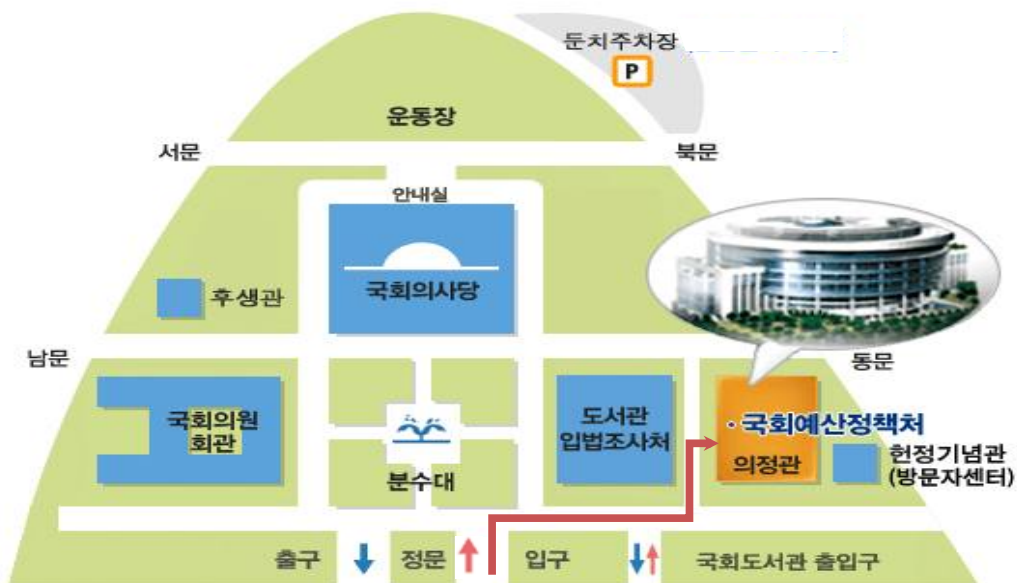 둔치주차장
P
운동장
서문
북문
안내실
국회의사당
후생관
남문
동문
국회의원
회관
분수대
도서관
입법조사처
· 국회예산정책처
의정관
헌정기념관
(방문자센터)
출구
정문
입구
국회도서관 출입구